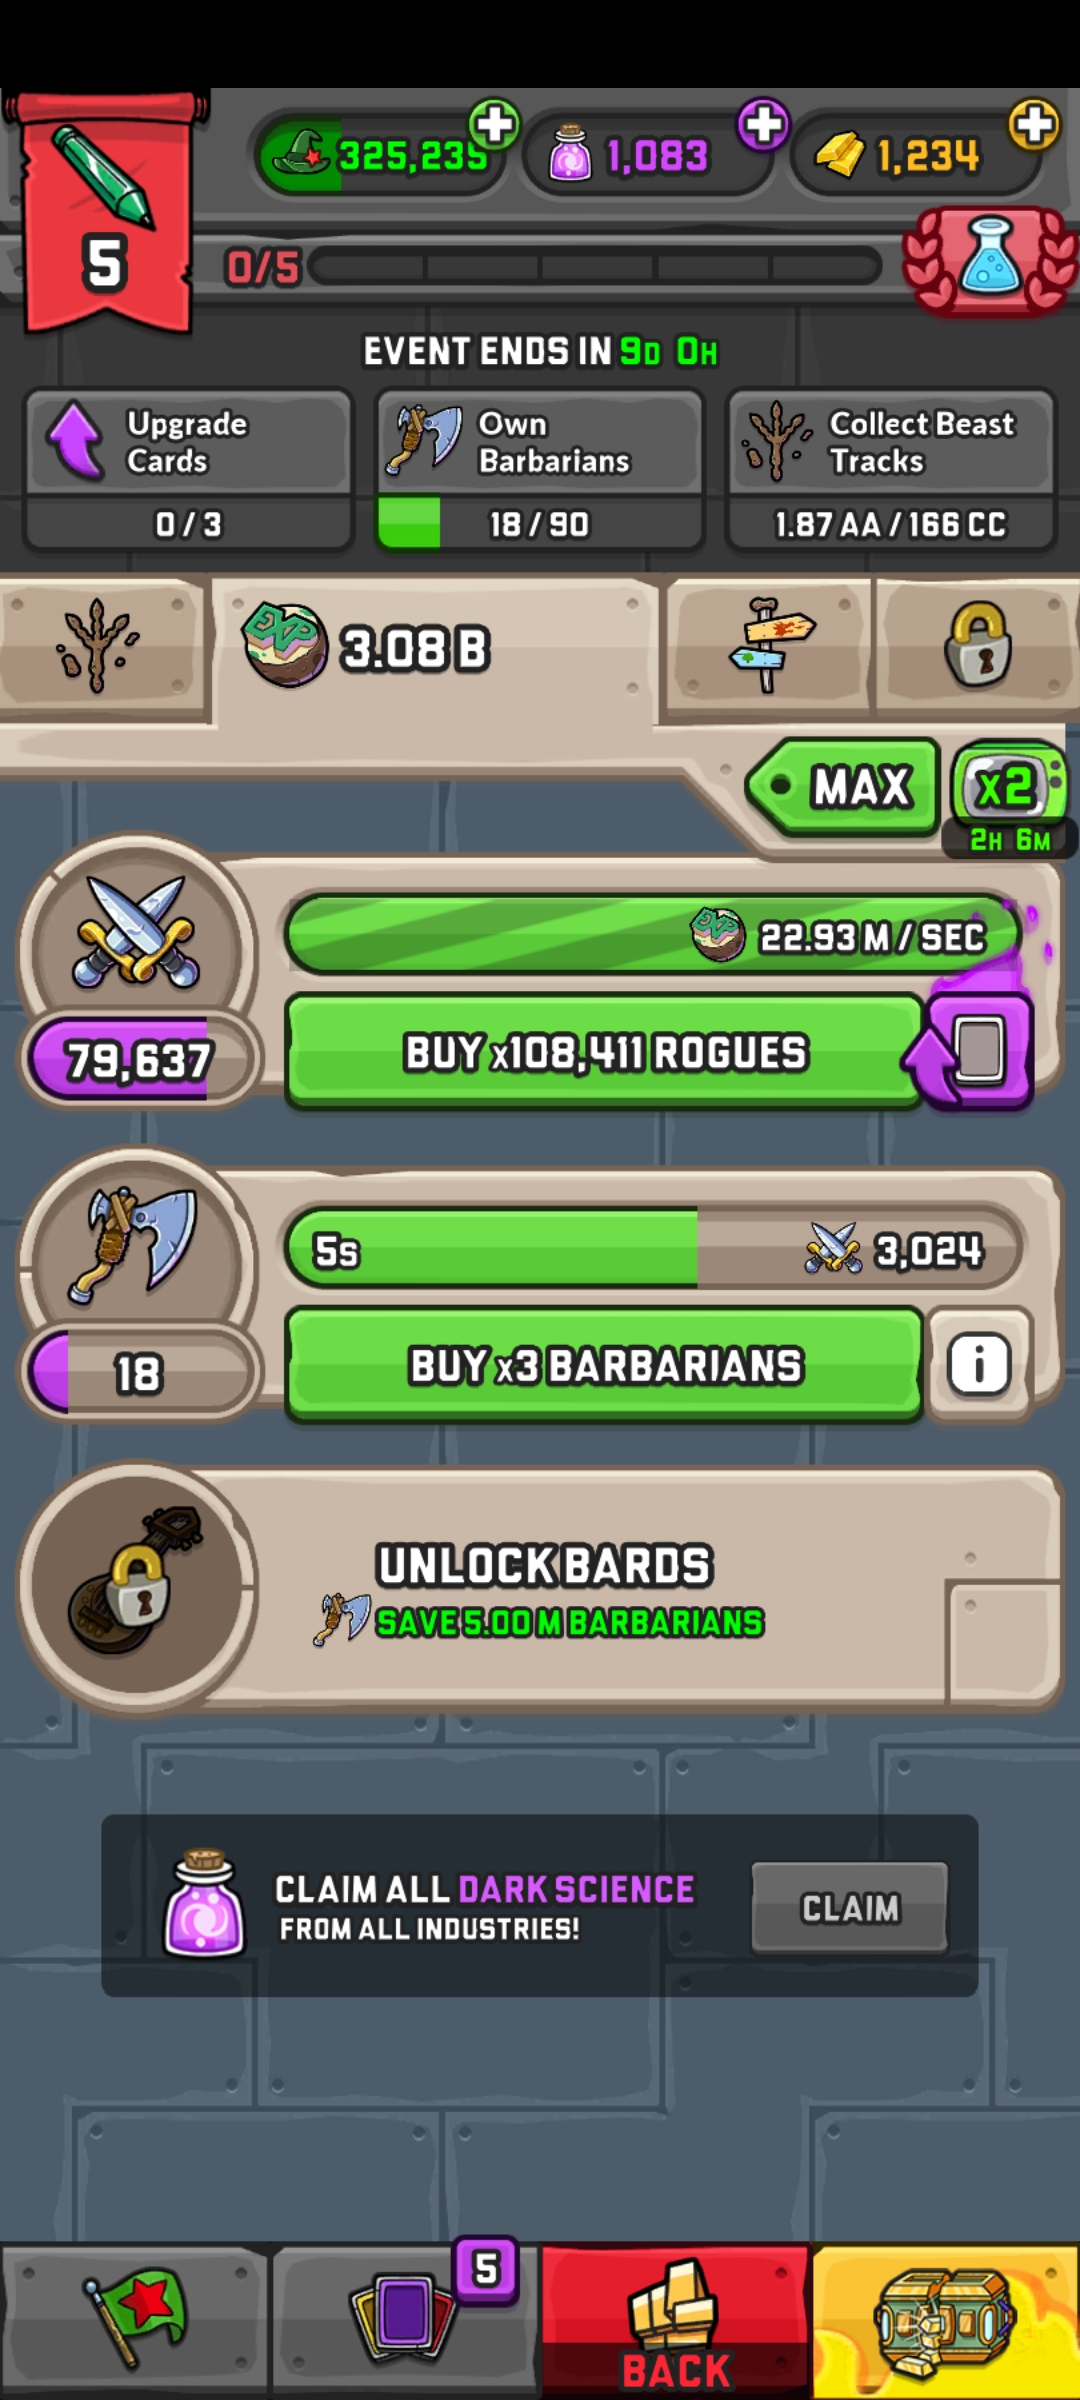 5
325,235
1,083
1,234
0/5
EVENT ENDS IN 9D 0H
Upgrade
Cards
0 / 3
Own
Barbarians
18 / 90
Collect Beast
Tracks
1.87 AA / 166 CC
EXP
3.08 B
MAX
x2
2H 6M
EXP
22.93 M / SEC
79,637
BUY x108,411 ROGUES
5s
3,024
18
BUY x3 BARBARIANS
i
UNLOCK BARDS
SAVE 5.00 M BARBARIANS
CLAIM ALL DARK SCIENCE
FROM ALL INDUSTRIES!
CLAIM
5
BACK